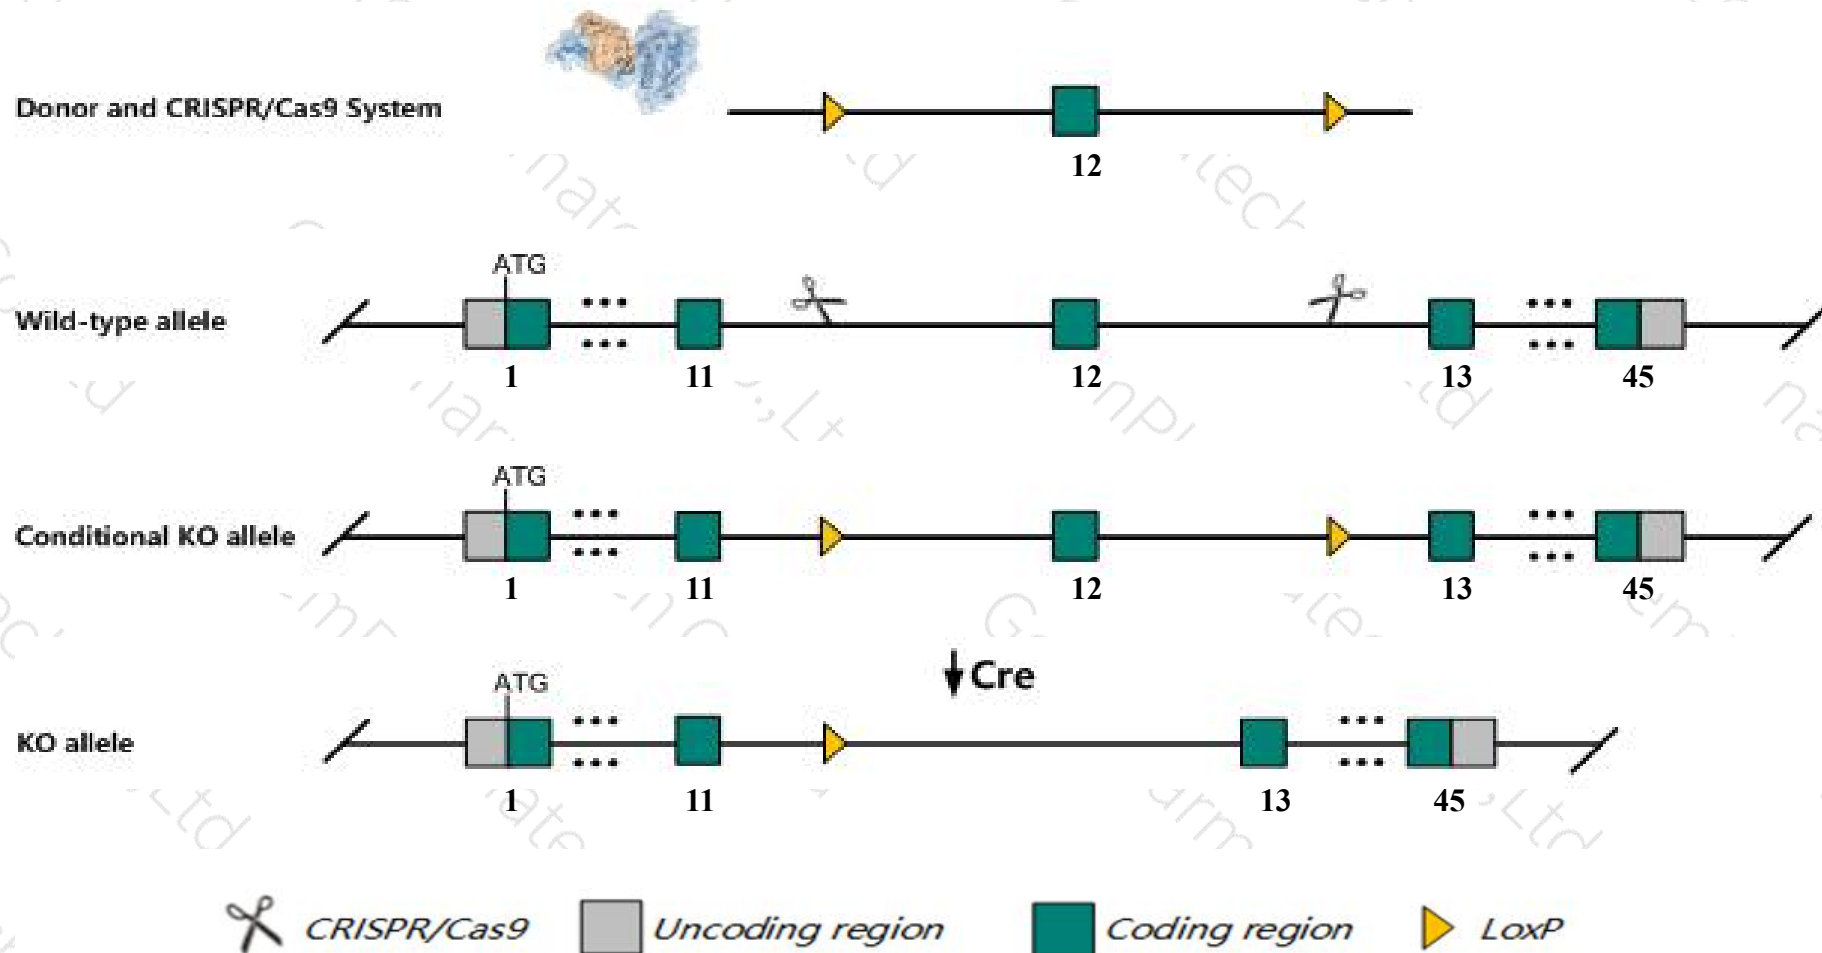 Donor and CRISPR/Cas9 System
12
ATG
Wild-type allele
1 11 12 13 45
ATG
Conditional KO allele
1 11 12 13 45
Cre
ATG
KO allele
1 11 13 45
CRISPR/Cas9 Uncoding region Coding region LoxP